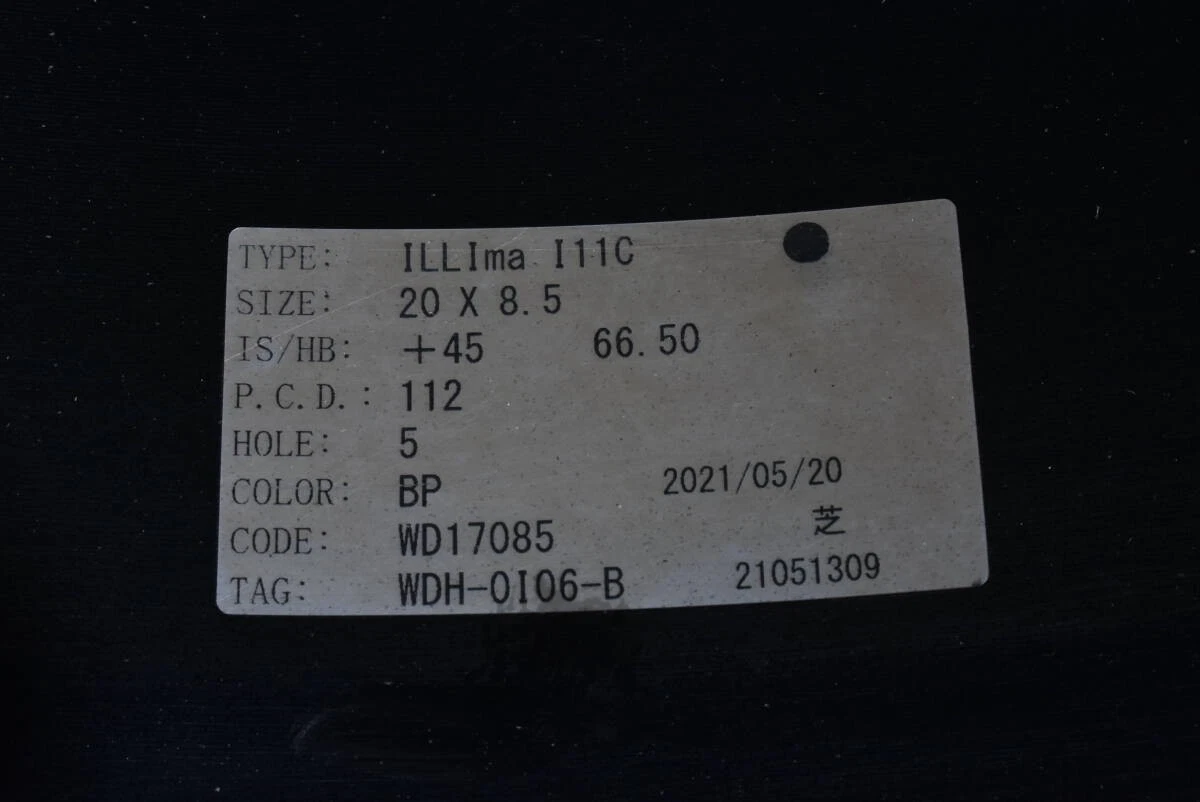 TYPE: ILLIma I11C
SIZE: 20 X 8.5
IS/HB: +45 66.50
P.C.D.: 112
HOLE: 5
COLOR: BP 2021/05/20
CODE: WD17085 芝
TAG: WDH-0I06-B 21051309